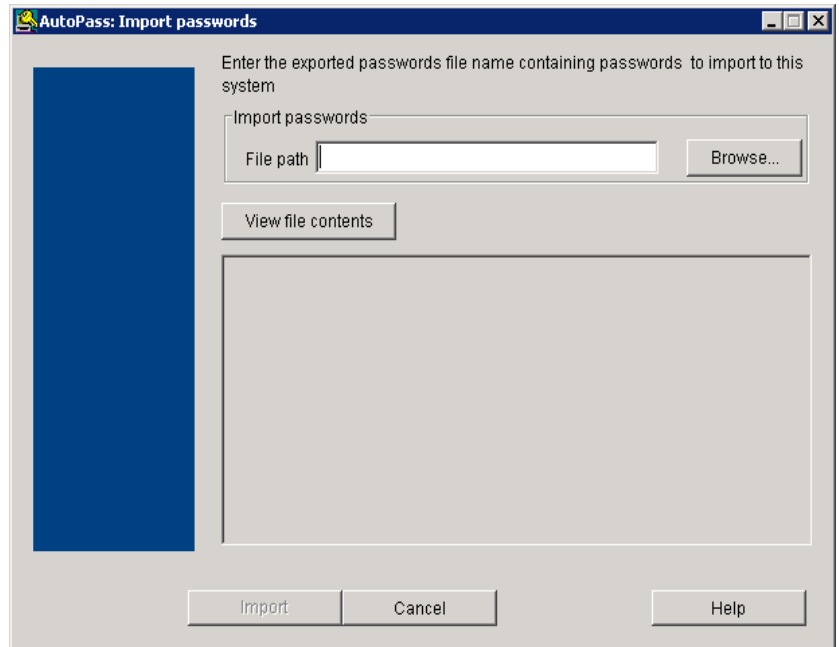 AutoPass: Import passwords
Enter the exported passwords file name containing passwords to import to this
system
Import passwords
File path
Browse...
View file contents
Import
Cancel
Help